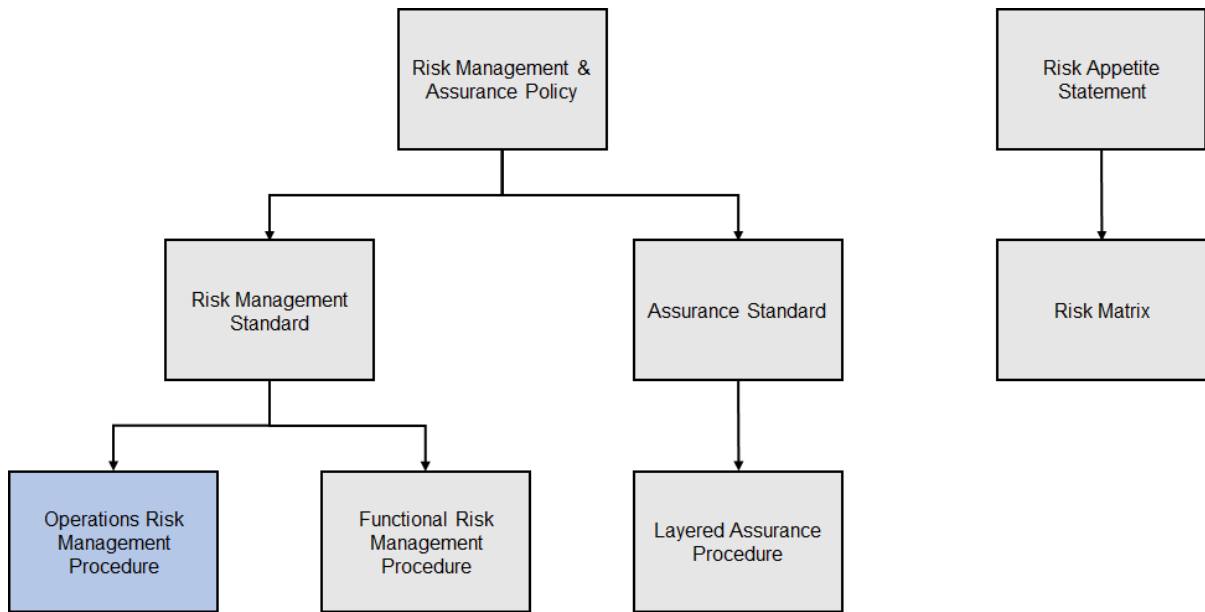 Risk Management &
Assurance Policy
Risk Appetite
Statement
Risk Management
Standard
Assurance Standard
Risk Matrix
Operations Risk
Management
Procedure
Functional Risk
Management
Procedure
Layered Assurance
Procedure